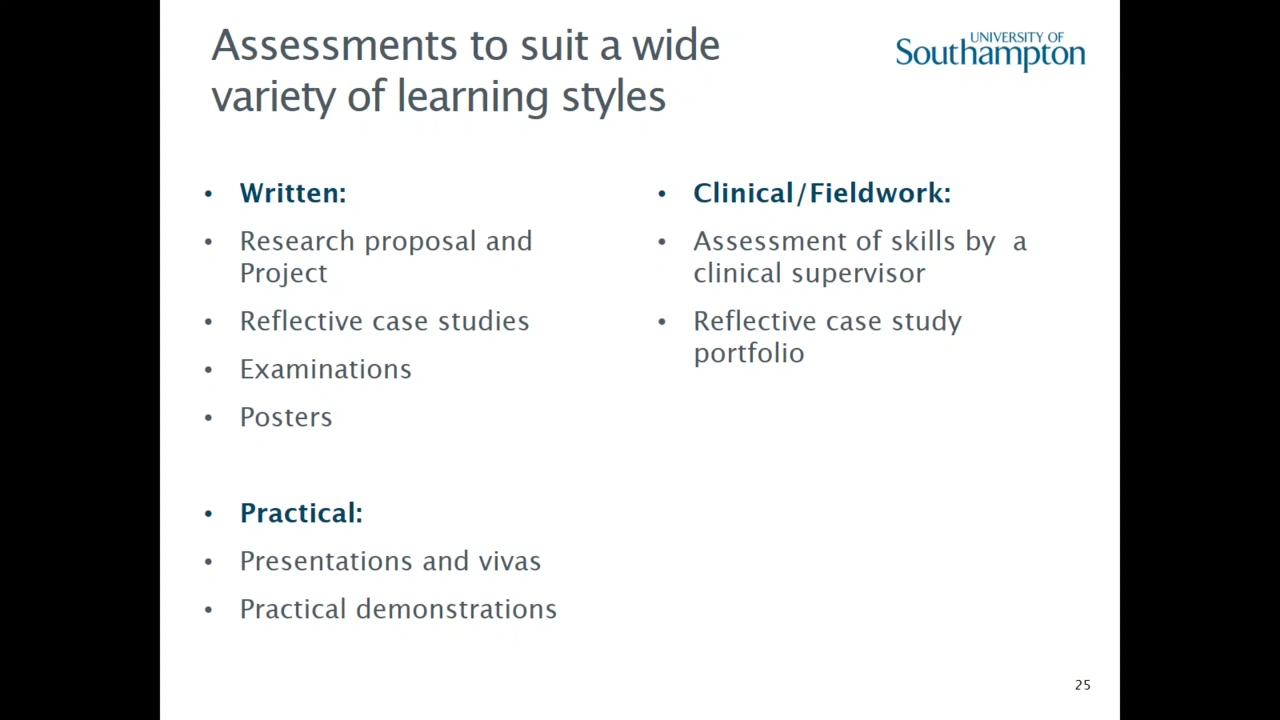 Assessments to suit a wide
variety of learning styles
UNIVERSITY OF
Southampton
• Written:
• Research proposal and
Project
• Reflective case studies
• Examinations
• Posters
• Practical:
• Presentations and vivas
• Practical demonstrations
• Clinical/Fieldwork:
• Assessment of skills by  a
clinical supervisor
• Reflective case study
portfolio
25